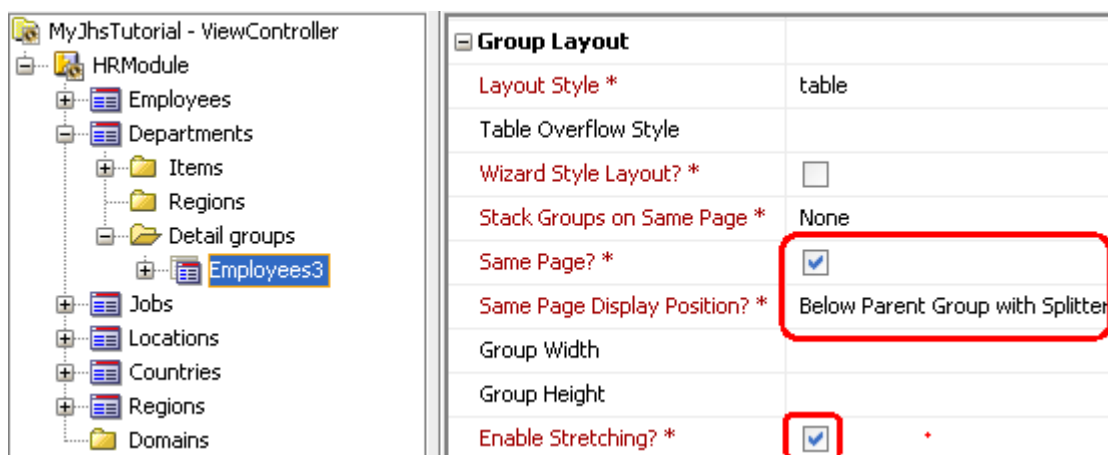 MyJhsTutorial - ViewController
HRModule
Employees
Departments
Items
Regions
Detail groups
Employees3
Jobs
Locations
Countries
Regions
Domains
Group Layout
Layout Style * table
Table Overflow Style
Wizard Style Layout? *
Stack Groups on Same Page * None
Same Page? *
Same Page Display Position? * Below Parent Group with Splitter
Group Width
Group Height
Enable Stretching? *